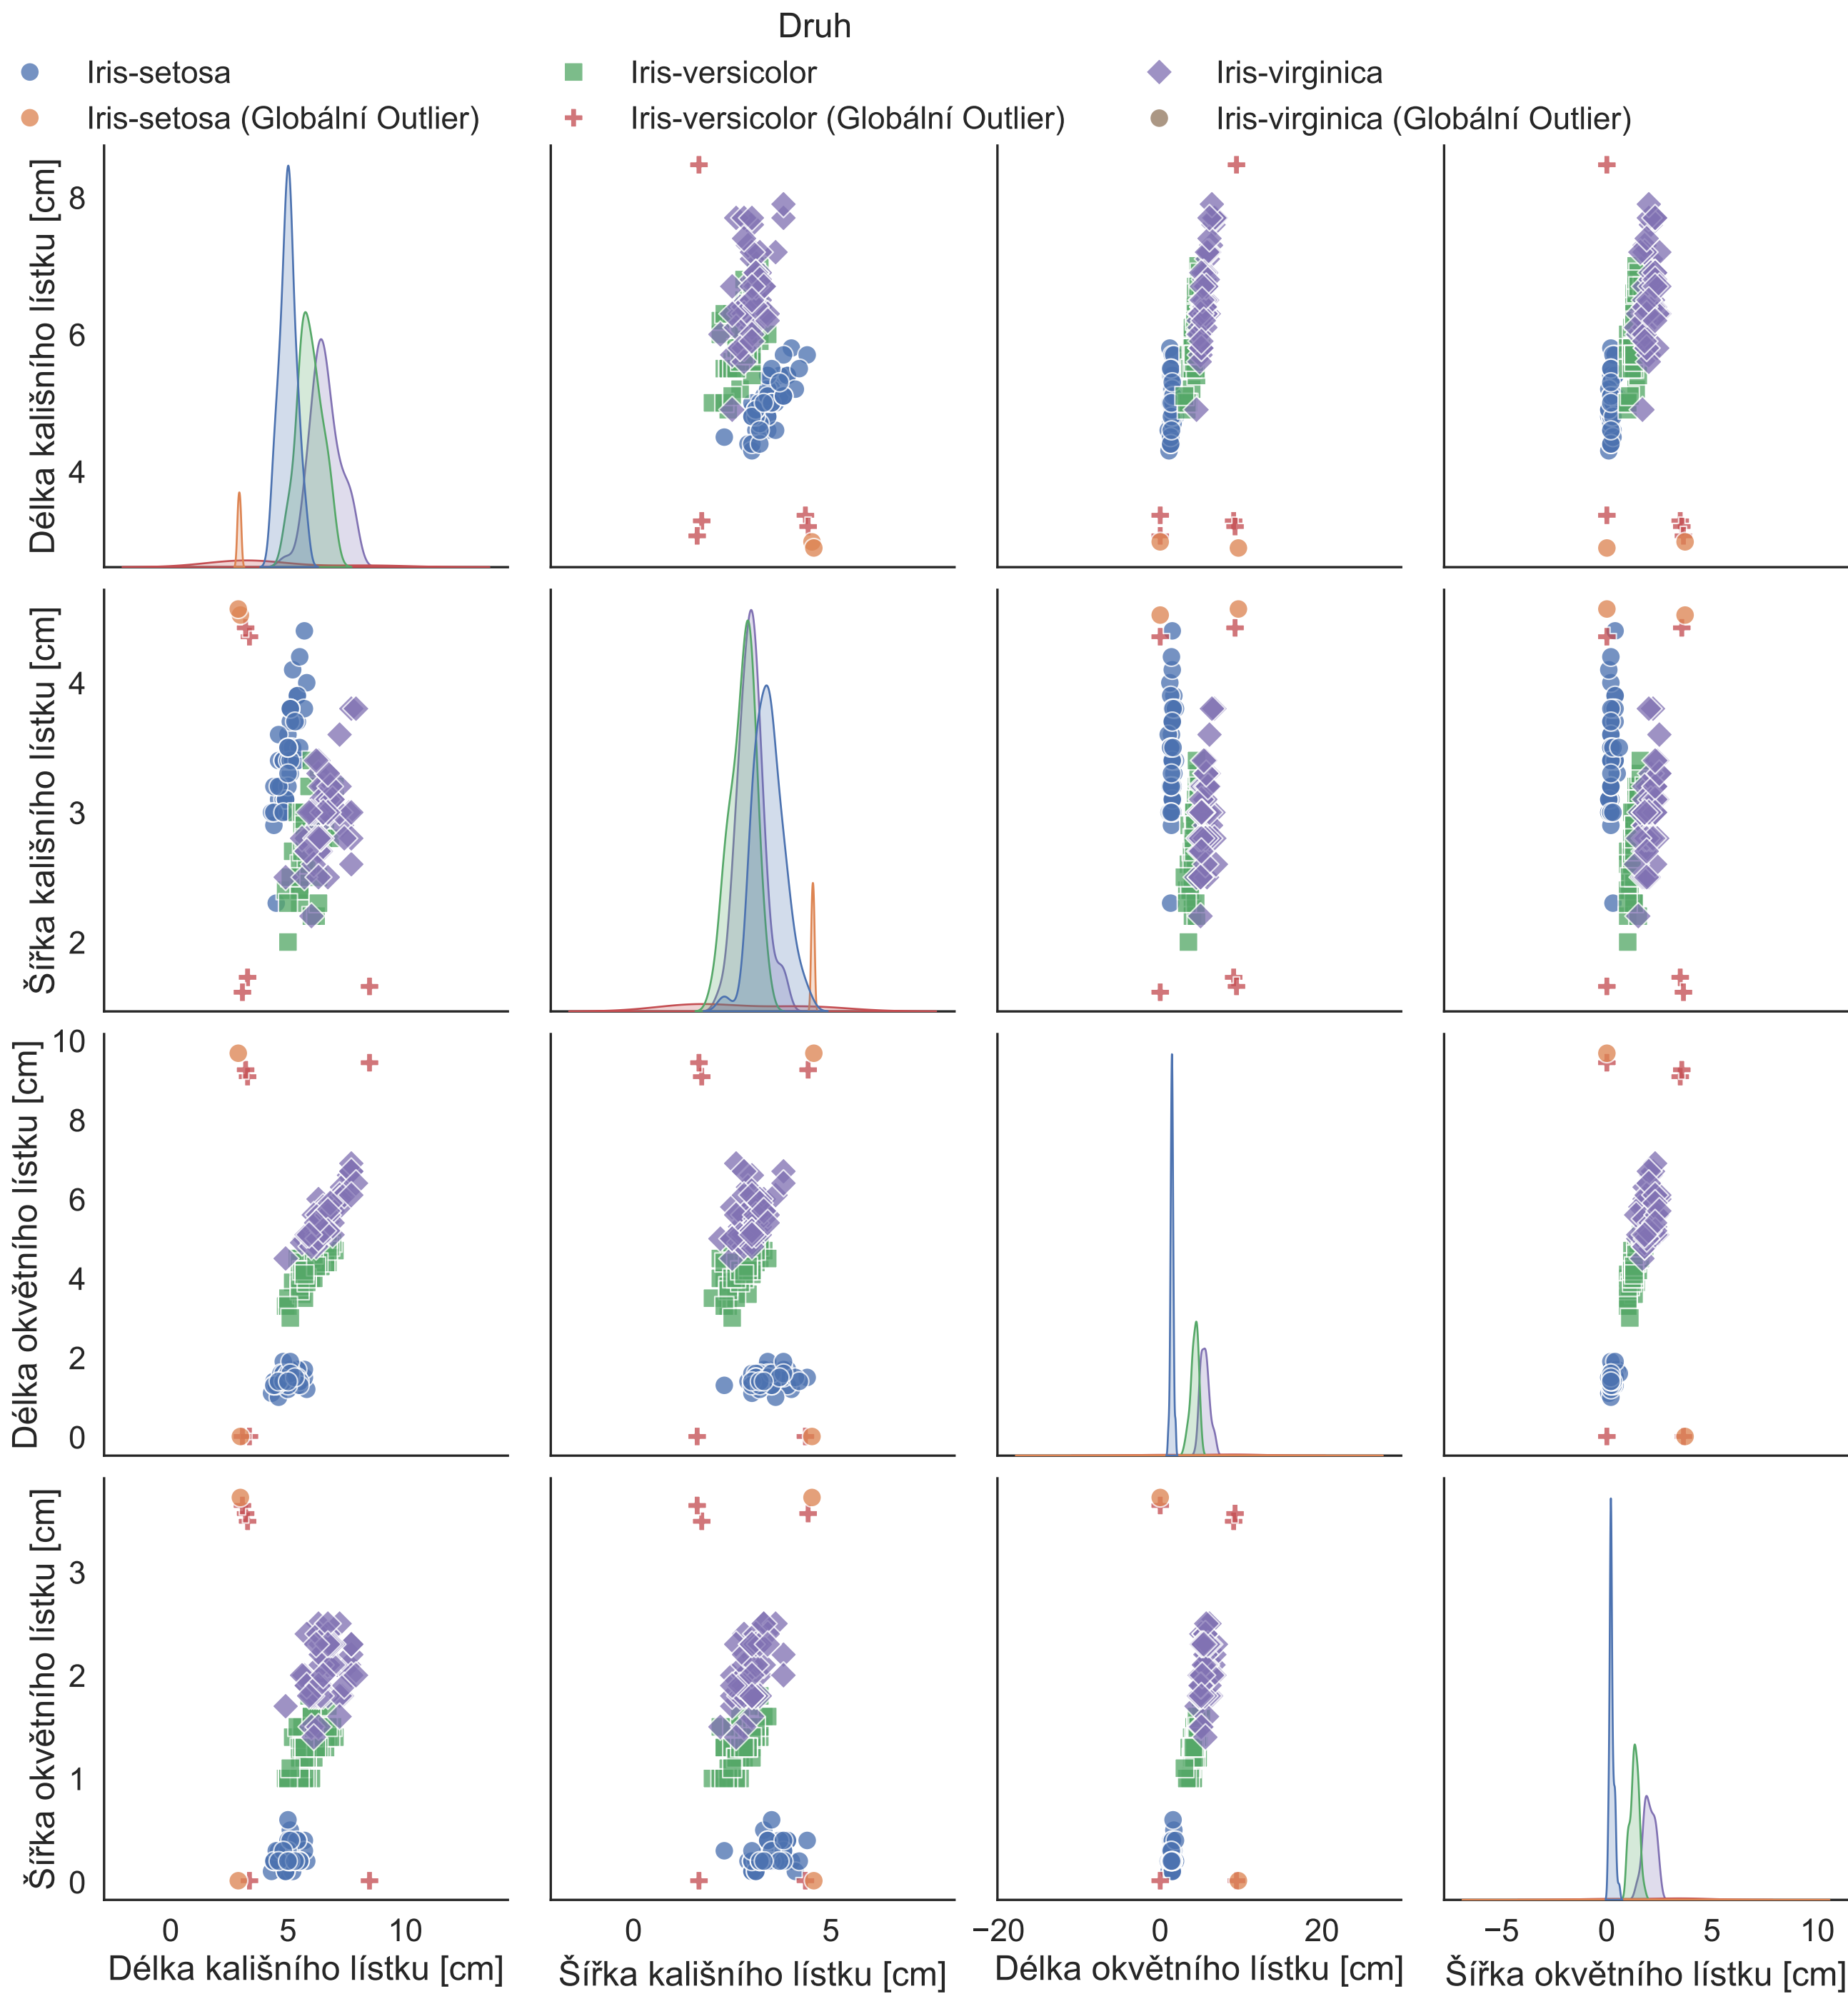 Druh
Iris-setosa
Iris-versicolor
Iris-virginica
Iris-setosa (Globální Outlier)
Iris-versicolor (Globální Outlier)
Iris-virginica (Globální Outlier)
Délka kališního lístku [cm]
8
6
4
Šířka kališního lístku [cm]
4
3
2
Délka okvětního lístku [cm]
10
8
6
4
2
0
Šířka okvětního lístku [cm]
3
2
1
0
0 5 10
0 5
−20 0 20
−5 0 5 10
Délka kališního lístku [cm]
Šířka kališního lístku [cm]
Délka okvětního lístku [cm]
Šířka okvětního lístku [cm]